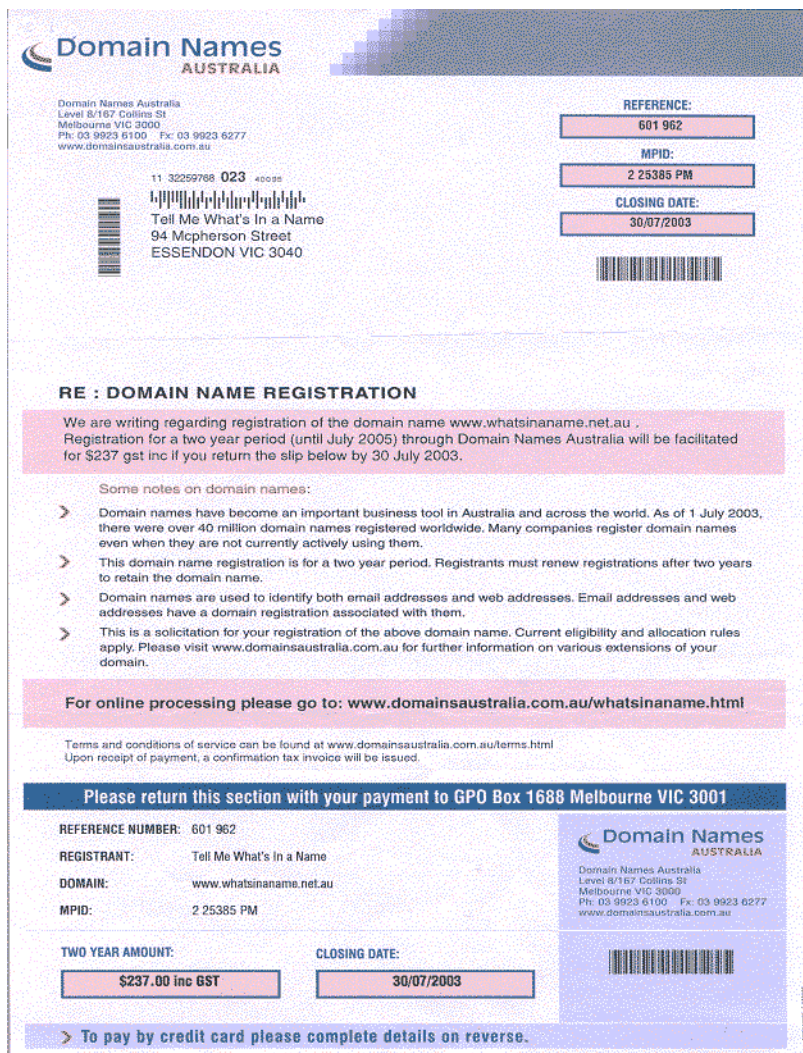 Domain Names
AUSTRALIA
Domain Names Australia
Level 8/167 Collins St
Melbourne VIC 3000
Ph: 03 9923 6100 Fx: 03 9923 6277
www.domainsaustralia.com.au
REFERENCE:
601 962
MPID:
2 25385 PM
CLOSING DATE:
30/07/2003
11 32259768 023 40095
Tell Me What's In a Name
94 Mcpherson Street
ESSENDON VIC 3040
RE : DOMAIN NAME REGISTRATION
We are writing regarding registration of the domain name www.whatsinaname.net.au .
Registration for a two year period (until July 2005) through Domain Names Australia will be facilitated
for $237 gst inc if you return the slip below by 30 July 2003.
Some notes on domain names:
Domain names have become an important business tool in Australia and across the world. As of 1 July 2003,
there were over 40 million domain names registered worldwide. Many companies register domain names
even when they are not currently actively using them.
This domain name registration is for a two year period. Registrants must renew registrations after two years
to retain the domain name.
Domain names are used to identify both email addresses and web addresses. Email addresses and web
addresses have a domain registration associated with them.
This is a solicitation for your registration of the above domain name. Current eligibility and allocation rules
apply. Please visit www.domainsaustralia.com.au for further information on various extensions of your
domain.
For online processing please go to: www.domainsaustralia.com.au/whatsinaname.html
Terms and conditions of service can be found at www.domainsaustralia.com.au/terms.html
Upon receipt of payment, a confirmation tax invoice will be issued.
Please return this section with your payment to GPO Box 1688 Melbourne VIC 3001
REFERENCE NUMBER: 601 962
REGISTRANT: Tell Me What's In a Name
DOMAIN: www.whatsinaname.net.au
MPID: 2 25385 PM
Domain Names
AUSTRALIA
Domain Names Australia
Level 8/167 Collins St
Melbourne VIC 3000
Ph: 03 9923 6100 Fx: 03 9923 6277
www.domainsaustralia.com.au
TWO YEAR AMOUNT:
$237.00 inc GST
CLOSING DATE:
30/07/2003
To pay by credit card please complete details on reverse.